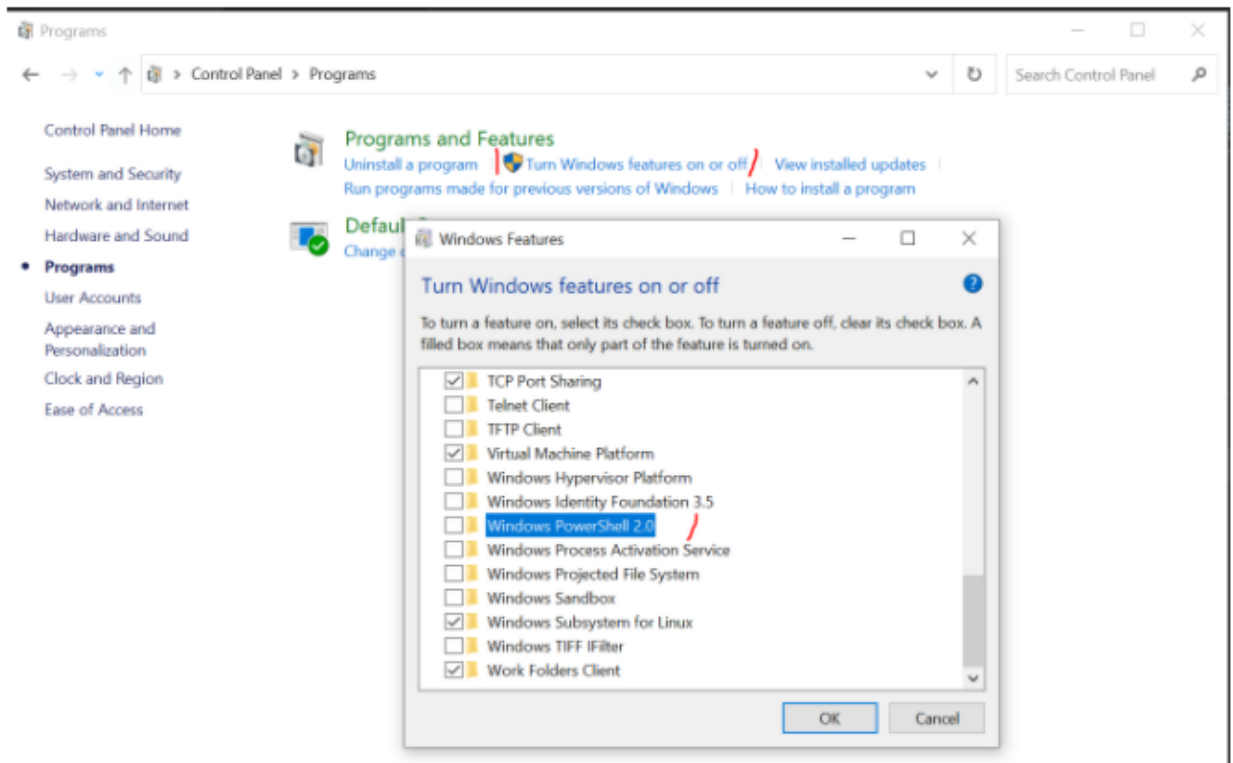 Programs
Control Panel > Programs
Search Control Panel
Control Panel Home
System and Security
Network and Internet
Hardware and Sound
Programs
User Accounts
Appearance and
Personalization
Clock and Region
Ease of Access
Programs and Features
Uninstall a program Turn Windows features on or off View installed updates
Run programs made for previous versions of Windows How to install a program
Defaul
Change
Windows Features
Turn Windows features on or off
To turn a feature on, select its check box. To turn a feature off, clear its check box. A
filled box means that only part of the feature is turned on.
TCP Port Sharing
Telnet Client
TFTP Client
Virtual Machine Platform
Windows Hypervisor Platform
Windows Identity Foundation 3.5
Windows PowerShell 2.0
Windows Process Activation Service
Windows Projected File System
Windows Sandbox
Windows Subsystem for Linux
Windows TIFF IFilter
Work Folders Client
OK Cancel